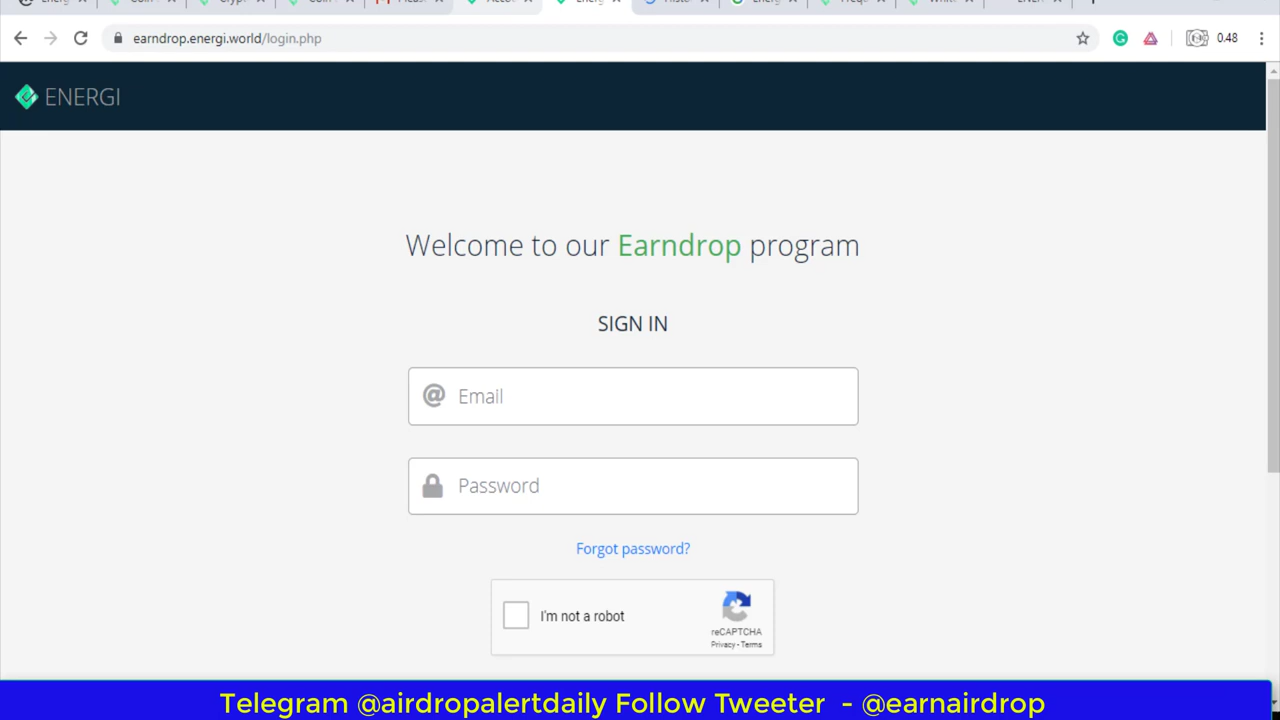 earndrop.energi.world/login.php
0.48
ENERGI
Welcome to our Earndrop program
SIGN IN
@ Email
Password
Forgot password?
I'm not a robot
reCAPTCHA
Privacy - Terms
Telegram @airdropalertdaily Follow Tweeter - @earnairdrop